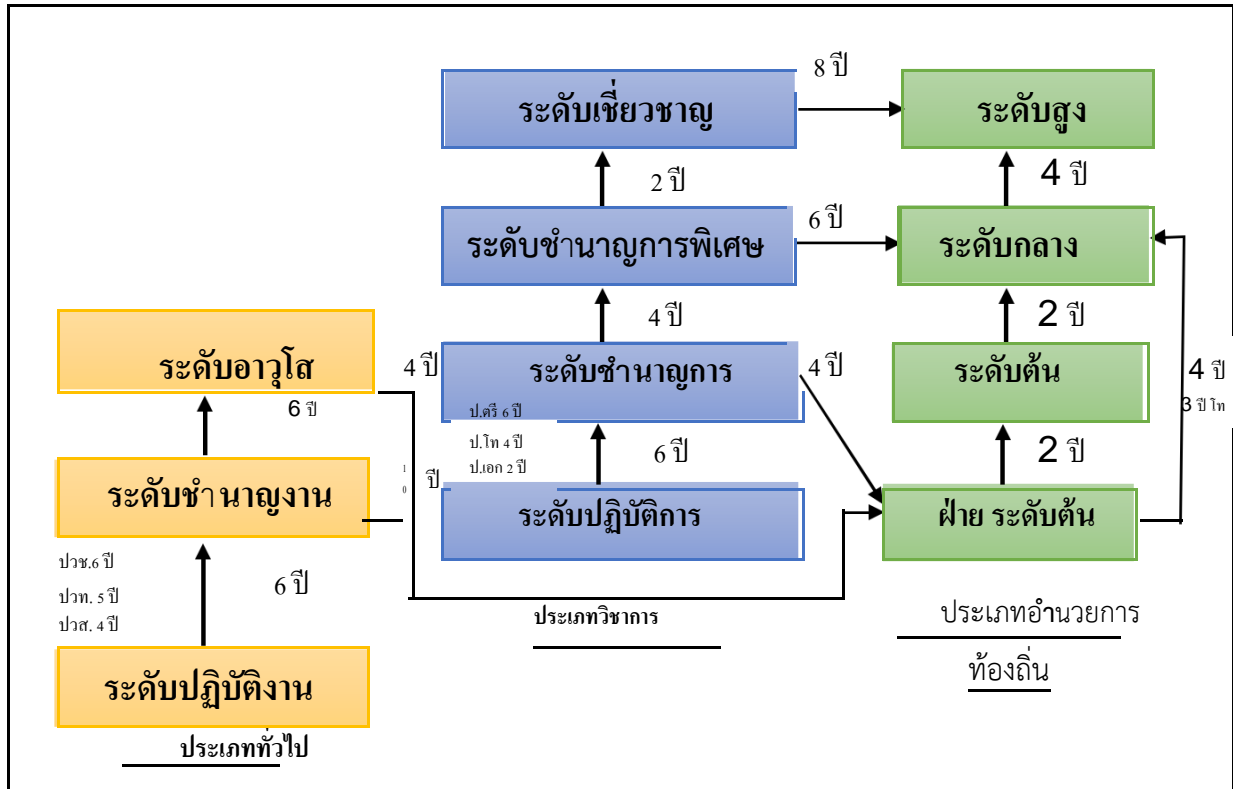 8 ปี
ระดับเชี่ยวชาญ
ระดับสูง
2 ปี
4 ปี
ระดับชำนาญการพิเศษ
6 ปี
ระดับกลาง
4 ปี
2 ปี
ระดับอาวุโส
4 ปี
ระดับชำนาญการ
4 ปี
ระดับต้น
4 ปี
3 ปี โท
6 ปี
ป.ตรี 6 ปี
ป.โท 4 ปี
ป.เอก 2 ปี
6 ปี
2 ปี
ระดับชำนาญงาน
1
0
ปี
ระดับปฏิบัติการ
ฝ่าย ระดับต้น
ปวช.6 ปี
ปวท. 5 ปี
ปวส. 4 ปี
6 ปี
ประเภทวิชาการ
ประเภทอำนวยการ
ท้องถิ่น
ระดับปฏิบัติงาน
ประเภททั่วไป